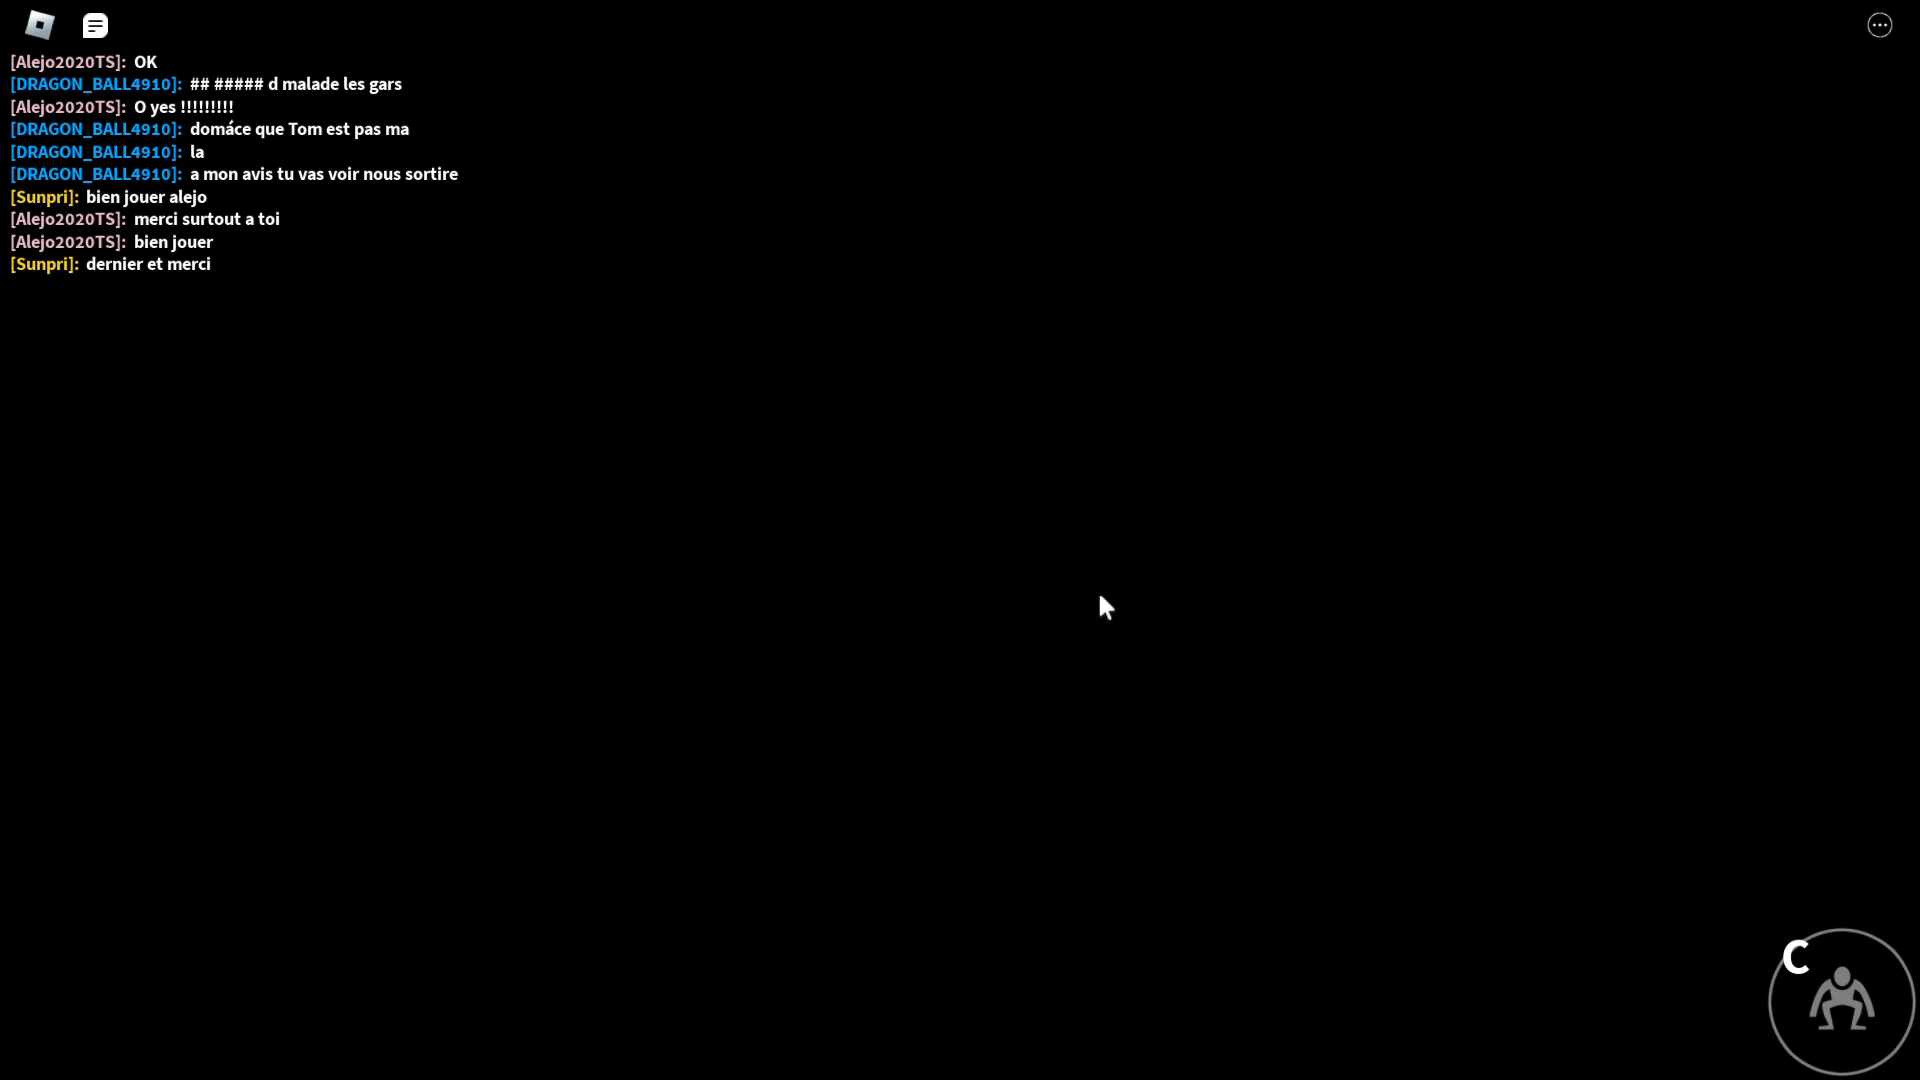 [Alejo2020TS]: OK
[DRAGON_BALL4910]: ## ##### d malade les gars
[Alejo2020TS]: O yes !!!!!!!!!
[DRAGON_BALL4910]: domáce que Tom est pas ma
[DRAGON_BALL4910]: la
[DRAGON_BALL4910]: a mon avis tu vas voir nous sortire
[Sunpri]: bien jouer alejo
[Alejo2020TS]: merci surtout a toi
[Alejo2020TS]: bien jouer
[Sunpri]: dernier et merci
C